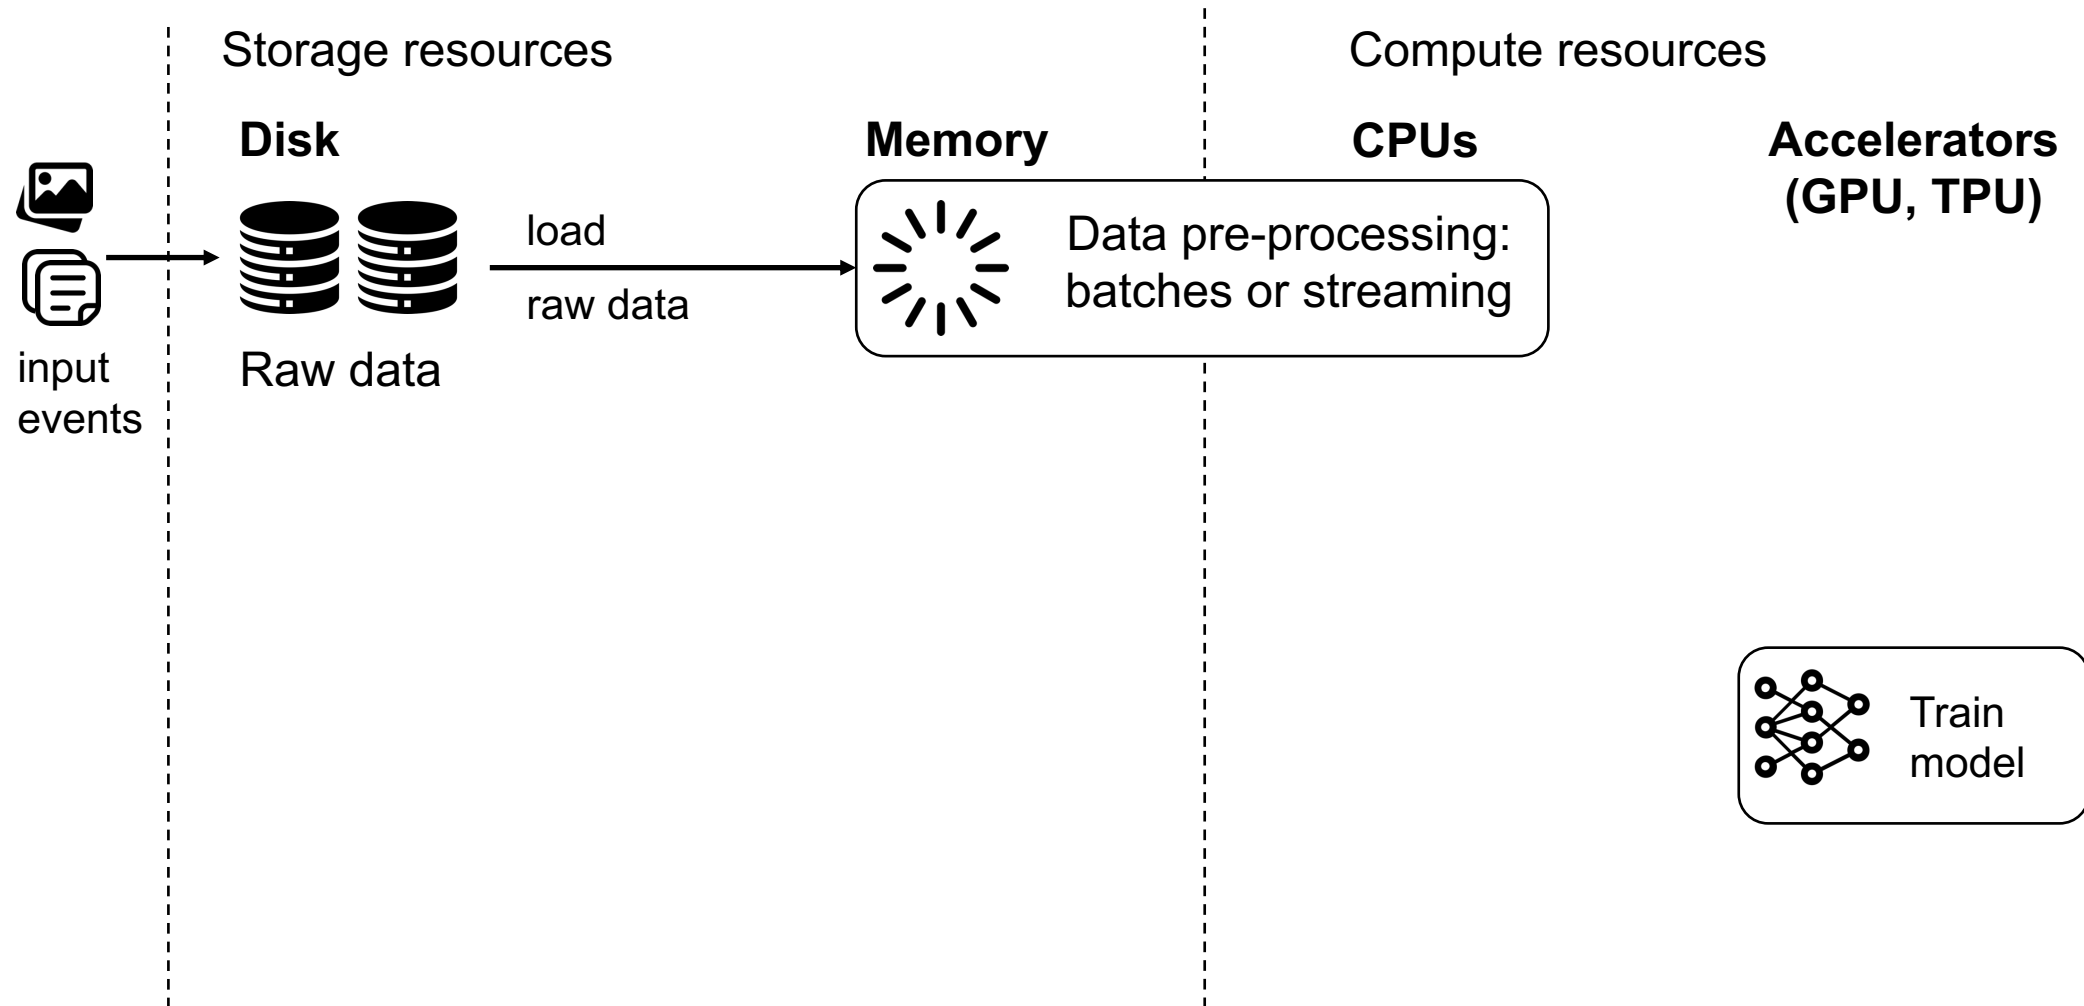 Storage resources
Compute resources
Disk
Memory
CPUs
Accelerators
(GPU, TPU)
input
events
Raw data
load
raw data
Data pre-processing:
batches or streaming
Train
model